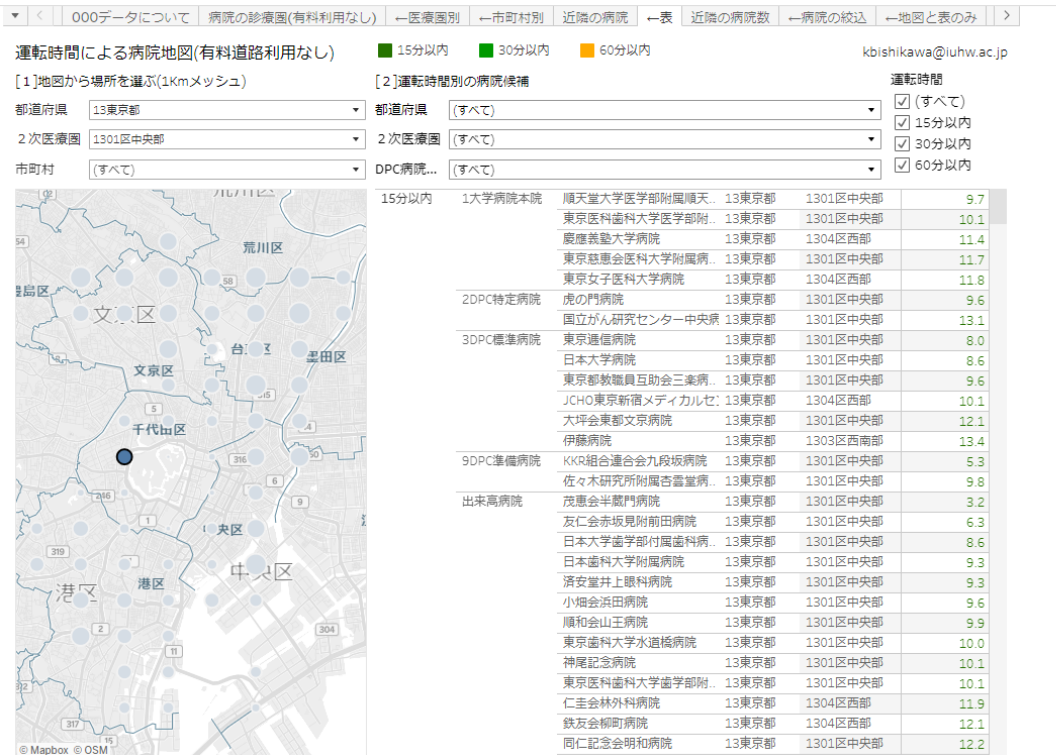 000データについて 病院の診療圏(有料利用なし) ←医療圏別 ←市町村別 近隣の病院 ←表 近隣の病院数 ←病院の絞込 ←地図と表のみ
運転時間による病院地図(有料道路利用なし) 15分以内 30分以内 60分以内 kbishikawa@iuhw.ac.jp
[1]地図から場所を選ぶ(1Kmメッシュ) [2]運転時間別の病院候補 運転時間
都道府県 13東京都 都道府県 (すべて) (すべて)
2次医療圏 1301区中央部 2次医療圏 (すべて) 15分以内
30分以内
市町村 (すべて) DPC病院... (すべて) 60分以内
15分以内 1大学病院本院 順天堂大学医学部附属順天.. 13東京都 1301区中央部 9.7
東京医科歯科大学医学部附.. 13東京都 1301区中央部 10.1
慶應義塾大学病院 13東京都 1304区西部 11.4
東京慈恵会医科大学附属病.. 13東京都 1301区中央部 11.7
東京女子医科大学病院 13東京都 1304区西部 11.8
2DPC特定病院 虎の門病院 13東京都 1301区中央部 9.6
国立がん研究センター中央病 13東京都 1301区中央部 13.1
3DPC標準病院 東京逓信病院 13東京都 1301区中央部 8.0
日本大学病院 13東京都 1301区中央部 8.6
東京都教職員互助会三楽病.. 13東京都 1301区中央部 9.6
JCHO東京新宿メディカルセ: 13東京都 1304区西部 10.1
大坪会東都文京病院 13東京都 1301区中央部 12.1
伊藤病院 13東京都 1303区西南部 13.4
9DPC準備病院 KKR組合連合会九段坂病院 13東京都 1301区中央部 5.3
佐々木研究所附属杏雲堂病.. 13東京都 1301区中央部 9.8
出来高病院 茂恵会半蔵門病院 13東京都 1301区中央部 3.2
友仁会赤坂見附前田病院 13東京都 1301区中央部 6.3
日本大学歯学部付属歯科病.. 13東京都 1301区中央部 8.6
日本歯科大学附属病院 13東京都 1301区中央部 9.3
済安堂井上眼科病院 13東京都 1301区中央部 9.3
小畑会浜田病院 13東京都 1301区中央部 9.6
順和会山王病院 13東京都 1301区中央部 9.9
東京歯科大学水道橋病院 13東京都 1301区中央部 10.0
神尾記念病院 13東京都 1301区中央部 10.1
東京医科歯科大学歯学部附.. 13東京都 1301区中央部 10.1
仁圭会林外科病院 13東京都 1304区西部 11.9
鉄友会柳町病院 13東京都 1304区西部 12.1
同仁記念会明和病院 13東京都 1301区中央部 12.2
荒川区
54
荒川区
58
文京区
台東区
墨田区
文京区
5
千代田区
316
6
246
9
1
中央区
319
中央区
港区
港区
2
304
11
317
15
© Mapbox © OSM